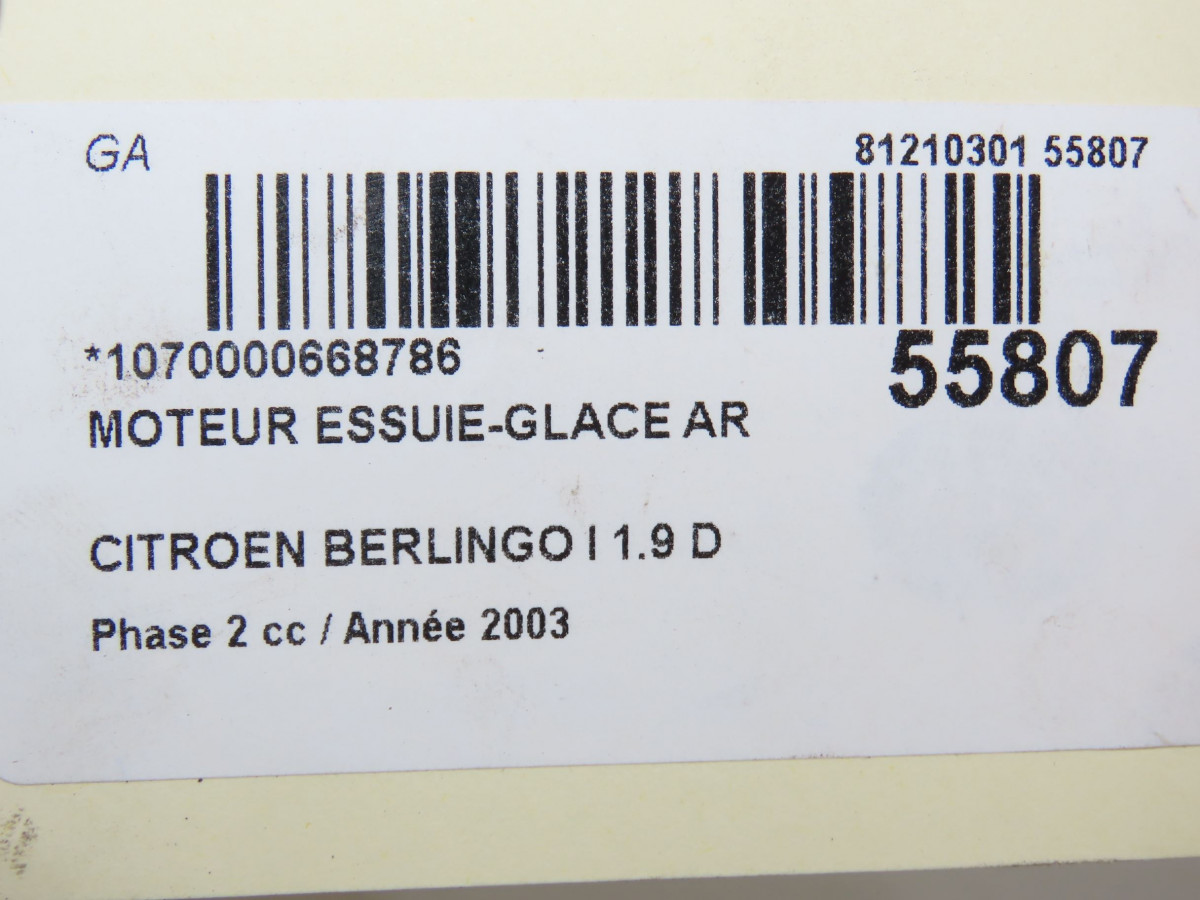 GA 81210301 55807
*1070000668786
55807
MOTEUR ESSUIE-GLACE AR
CITROEN BERLINGO I 1.9 D
Phase 2 cc / Année 2003